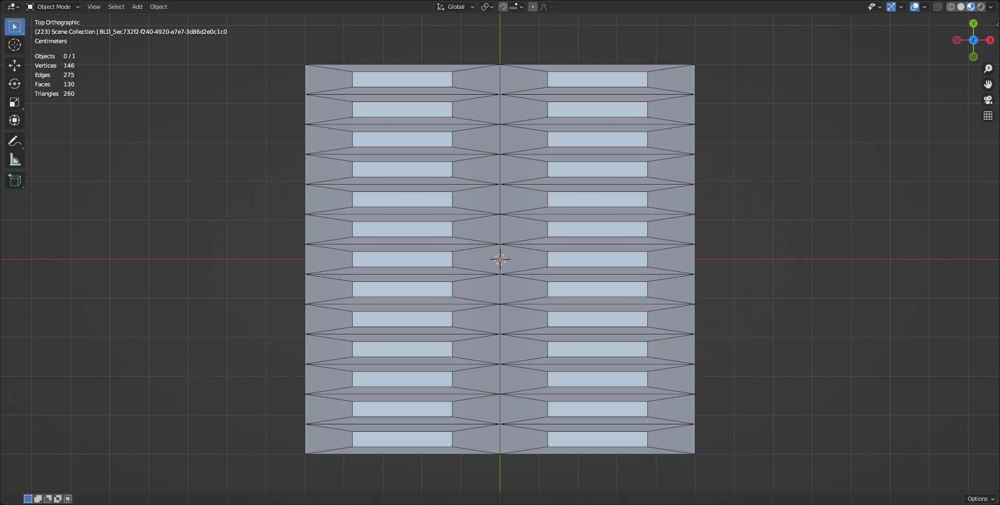 Object Mode View Select Add Object Global
Top Orthographic
(223) Scene Collection | BLD_5ec732f2-f240-4920-a7e7-3d86d2e0c1c0
Centimeters
Objects 0 / 1
Vertices 146
Edges 275
Faces 130
Triangles 260
Y
Z X
Options